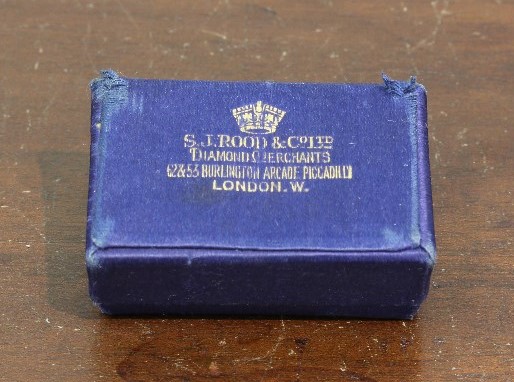 S.J. ROOD & Co LTD
DIAMOND MERCHANTS
52 & 53 BURLINGTON ARCADE PICCADILLY
LONDON. W.